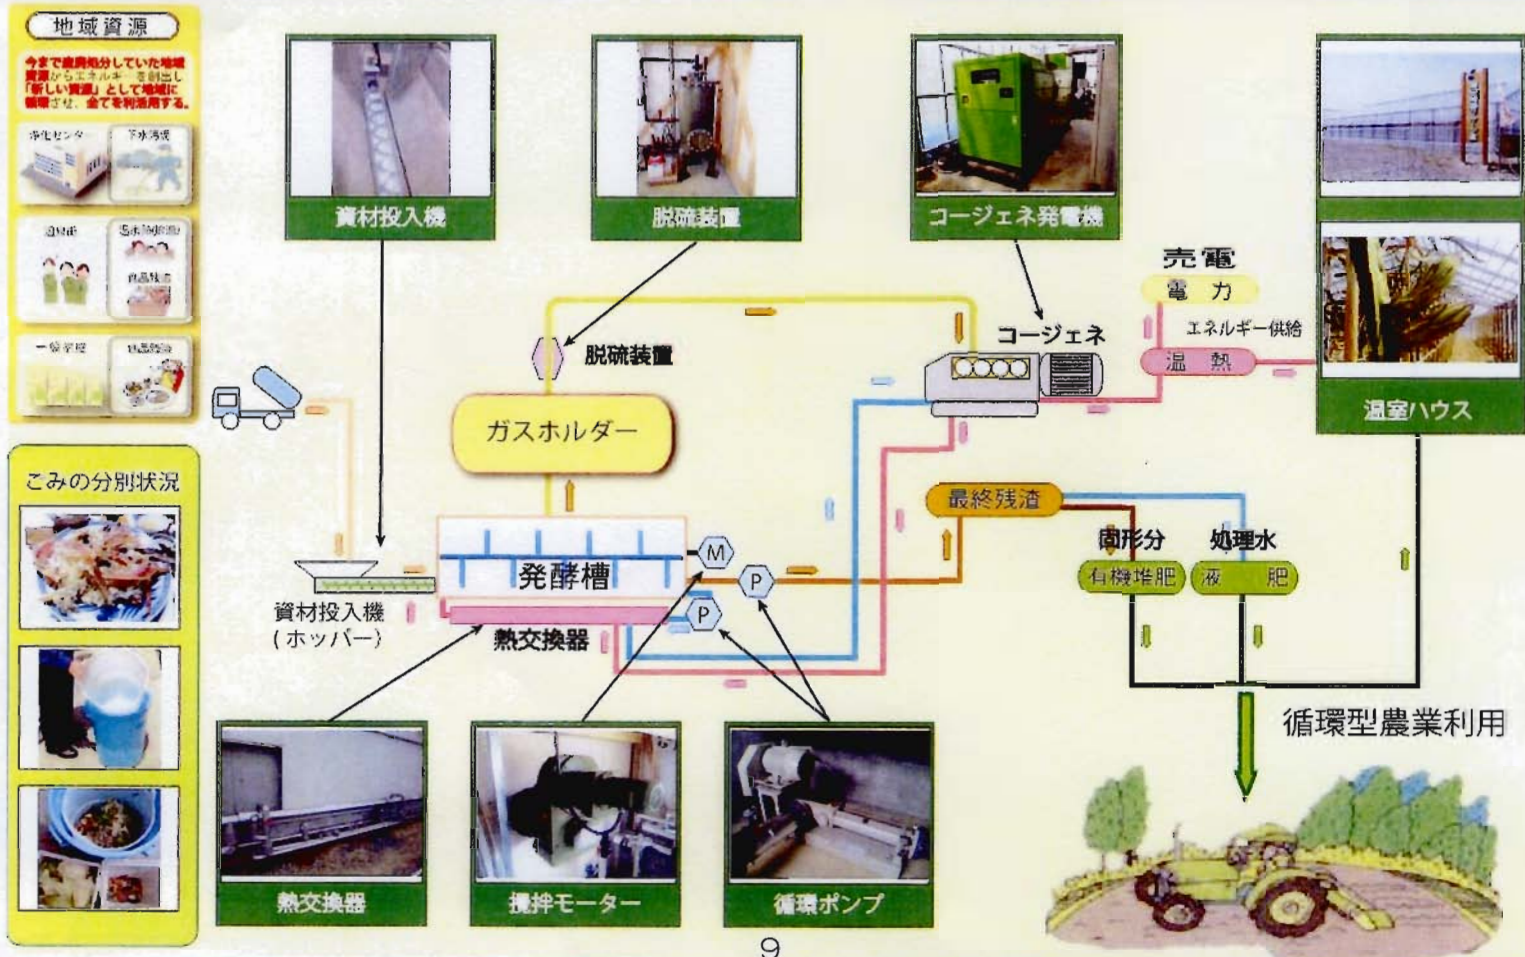 地域資源
今まで廃棄処分していた地域
資源からエネルギーを創出し
「新しい資源」として地域に
循環させ、全てを利活用する。
浄化センター
下水汚泥
温泉街
食品残渣
一般家庭
ごみの分別状況
資材投入機
脱硫装置
コージェネ発電機
売電
電力
エネルギー供給
温熱
コージェネ
脱硫装置
ガスホルダー
温室ハウス
最終残渣
固形分
処理水
有機堆肥
液肥
発酵槽
M
P
P
資材投入機
(ホッパー)
熱交換器
循環型農業利用
熱交換器
攪拌モーター
循環ポンプ
9